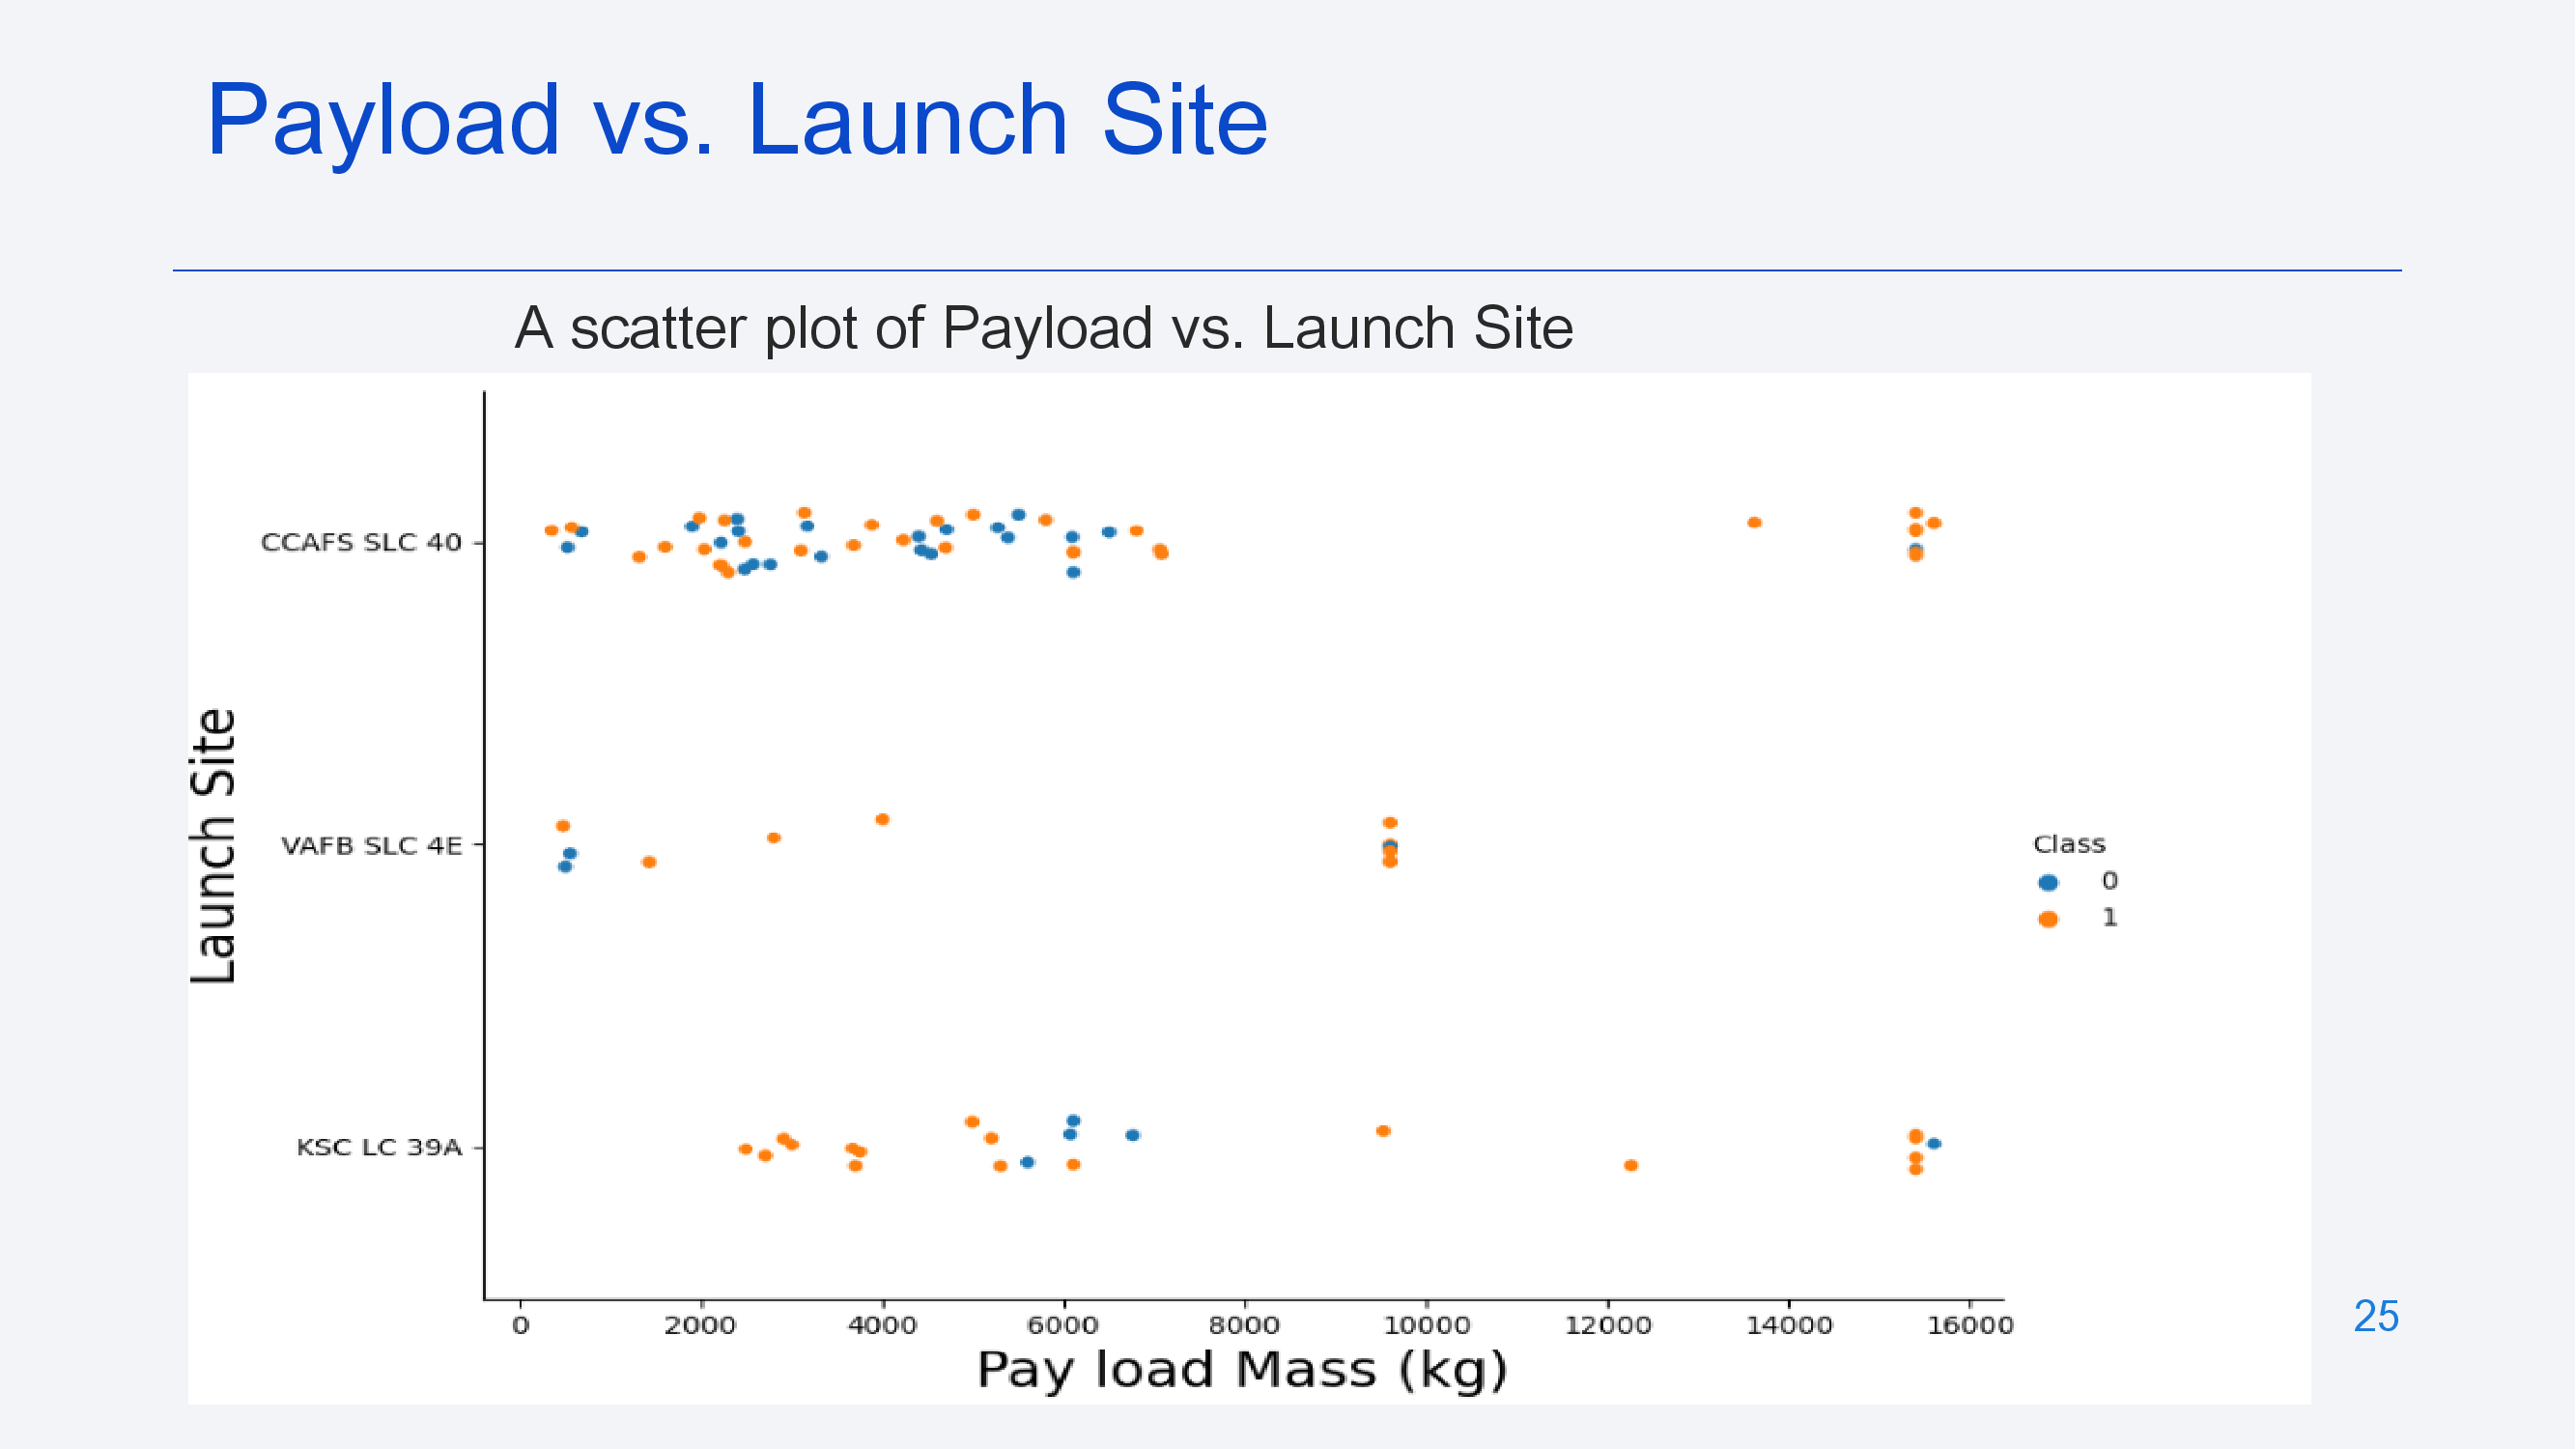 Payload vs. Launch Site
A scatter plot of Payload vs. Launch Site
Launch Site
CCAFS SLC 40
VAFB SLC 4E
KSC LC 39A
Class
0
1
0 2000 4000 6000 8000 10000 12000 14000 16000
Pay load Mass (kg)
25